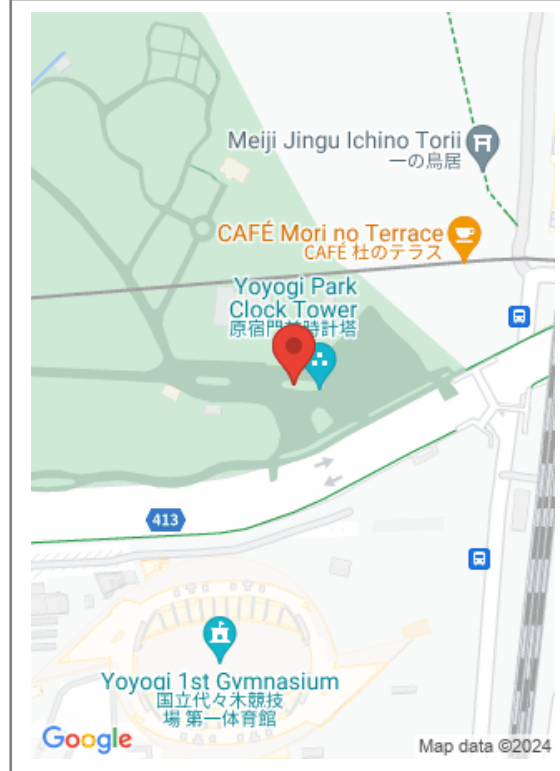 Meiji Jingu Ichino Torii
一の鳥居
CAFÉ Mori no Terrace
CAFÉ 杜のテラス
Yoyogi Park
Clock Tower
原宿門 時計塔
413
Yoyogi 1st Gymnasium
国立代々木競技
場 第一体育館
Google
Map data ©2024